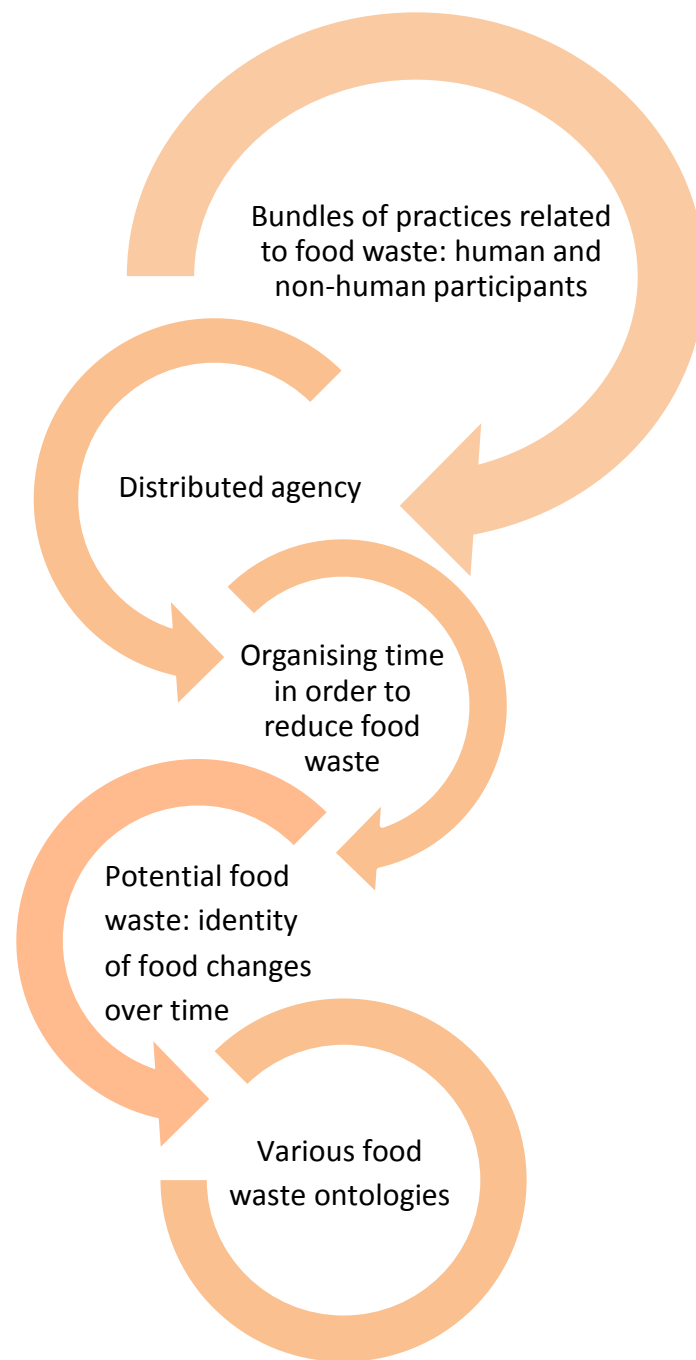 Bundles of practices related
to food waste: human and
non-human participants
Distributed agency
Organising time
in order to
reduce food
waste
Potential food
waste: identity
of food changes
over time
Various food
waste ontologies